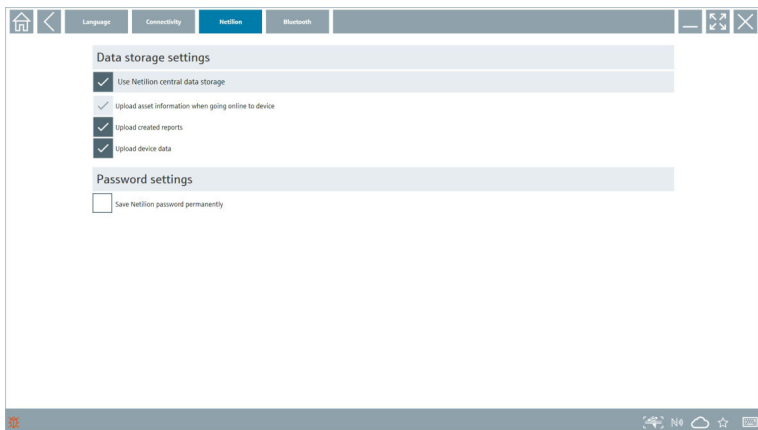 Language Connectivity Netilion Bluetooth
Data storage settings
Use Netilion central data storage
Upload asset information when going online to device
Upload created reports
Upload device data
Password settings
Save Netilion password permanently